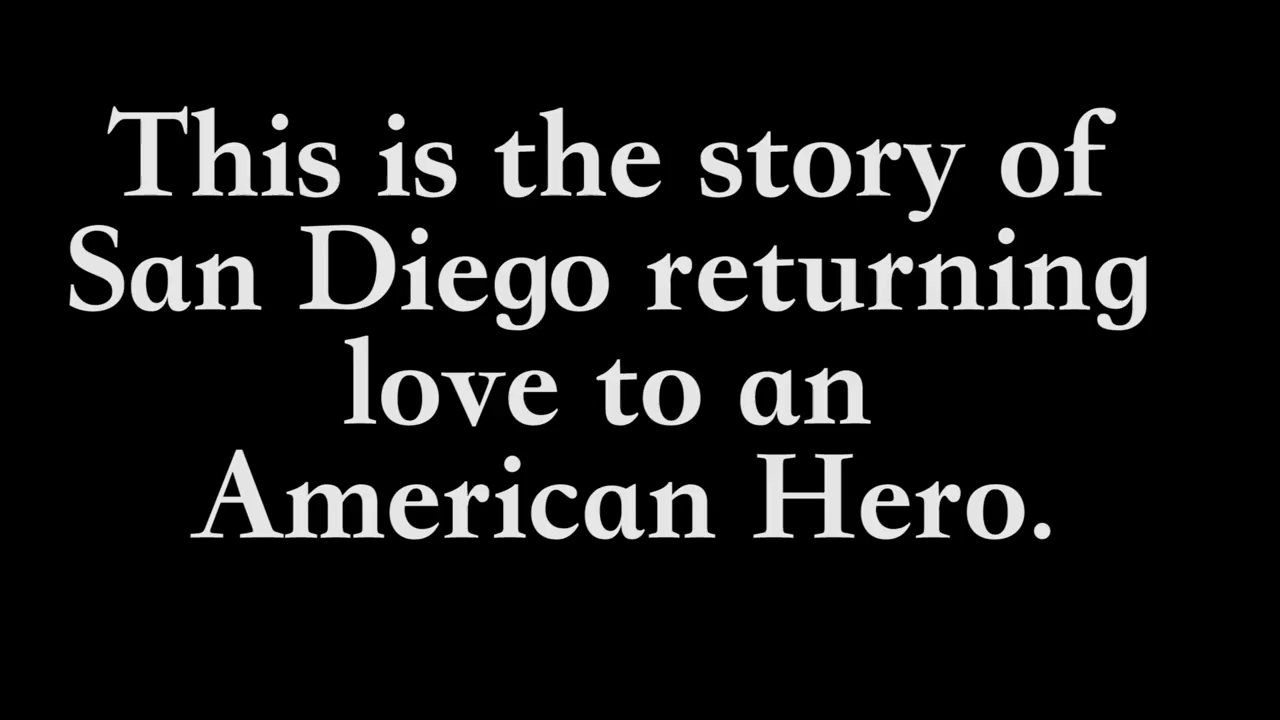 This is the story of
San Diego returning
love to an
American Hero.